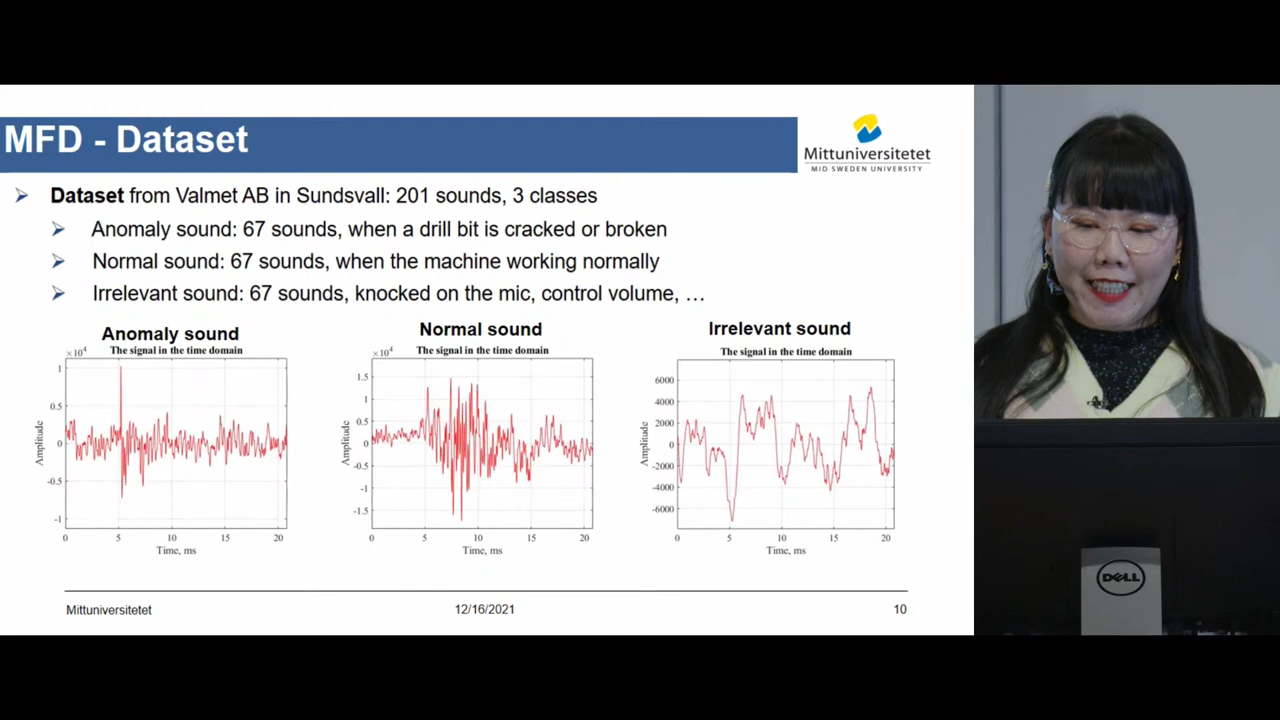 MFD - Dataset
Mittuniversitetet
MID SWEDEN UNIVERSITY
➢ Dataset from Valmet AB in Sundsvall: 201 sounds, 3 classes
➢ Anomaly sound: 67 sounds, when a drill bit is cracked or broken
➢ Normal sound: 67 sounds, when the machine working normally
➢ Irrelevant sound: 67 sounds, knocked on the mic, control volume, …
Anomaly sound
The signal in the time domain
×10^4
1
0.5
0
-0.5
-1
Amplitude
0 5 10 15 20
Time, ms
Normal sound
The signal in the time domain
×10^4
1.5
1
0.5
0
-0.5
-1
-1.5
Amplitude
0 5 10 15 20
Time, ms
Irrelevant sound
The signal in the time domain
6000
4000
2000
0
-2000
-4000
-6000
Amplitude
0 5 10 15 20
Time, ms
Mittuniversitetet 12/16/2021 10
DELL